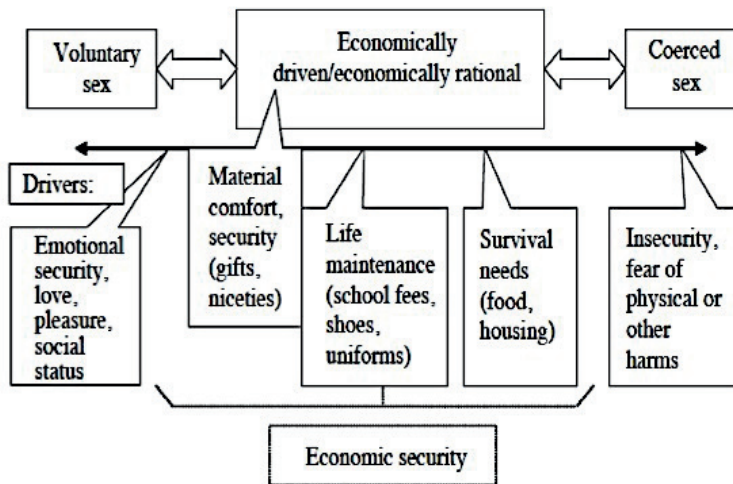 Voluntary
sex
Economically
driven/economically rational
Coerced
sex
Drivers:
Emotional
security,
love,
pleasure,
social
status
Material
comfort,
security
(gifts,
niceties)
Life
maintenance
(school fees,
shoes,
uniforms)
Survival
needs
(food,
housing)
Insecurity,
fear of
physical or
other
harms
Economic security